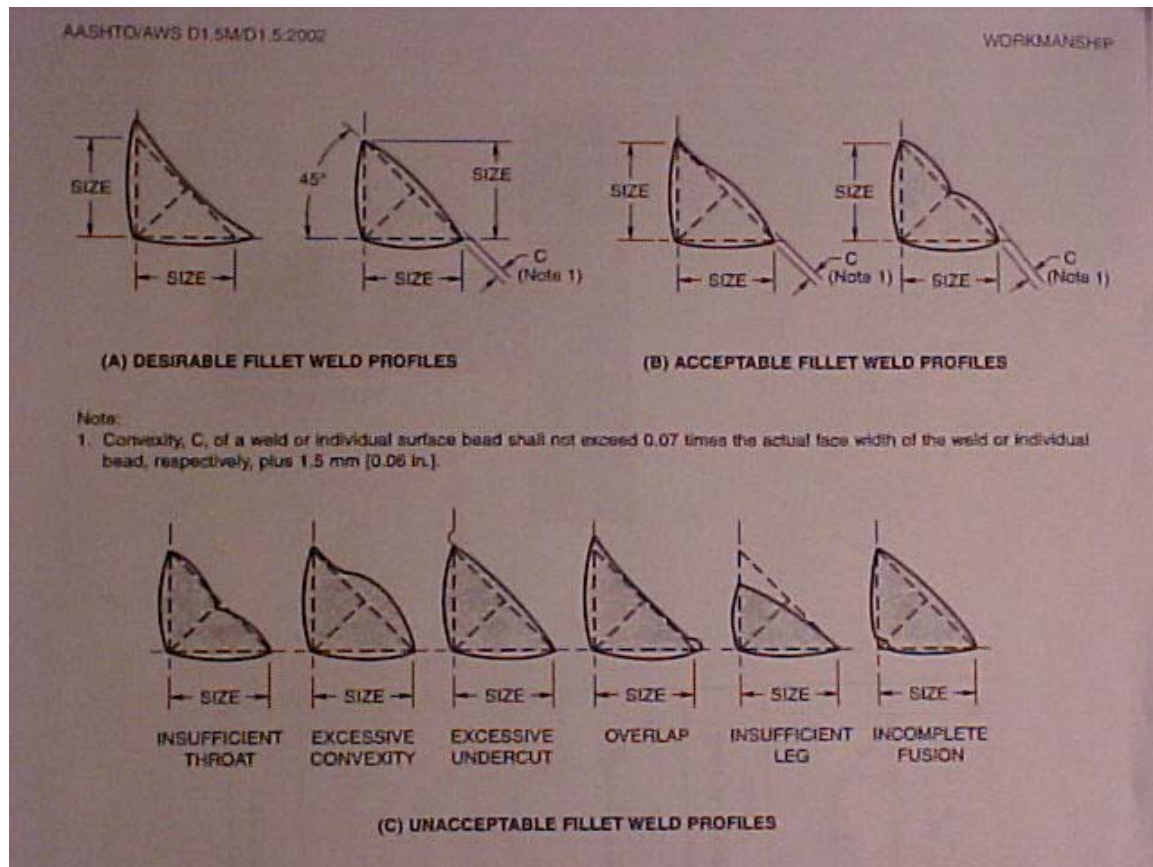 AASHTO/AWS D1.5M/D1.5:2002
WORKMANSHIP
SIZE
SIZE
45°
SIZE
SIZE
C
(Note 1)
SIZE
SIZE
C
(Note 1)
SIZE
SIZE
C
(Note 1)
(A) DESIRABLE FILLET WELD PROFILES
(B) ACCEPTABLE FILLET WELD PROFILES
Note:
1. Convexity, C, of a weld or individual surface bead shall not exceed 0.07 times the actual face width of the weld or individual
bead, respectively, plus 1.5 mm [0.06 in.].
SIZE
SIZE
SIZE
SIZE
SIZE
SIZE
INSUFFICIENT
THROAT
EXCESSIVE
CONVEXITY
EXCESSIVE
UNDERCUT
OVERLAP
INSUFFICIENT
LEG
INCOMPLETE
FUSION
(C) UNACCEPTABLE FILLET WELD PROFILES